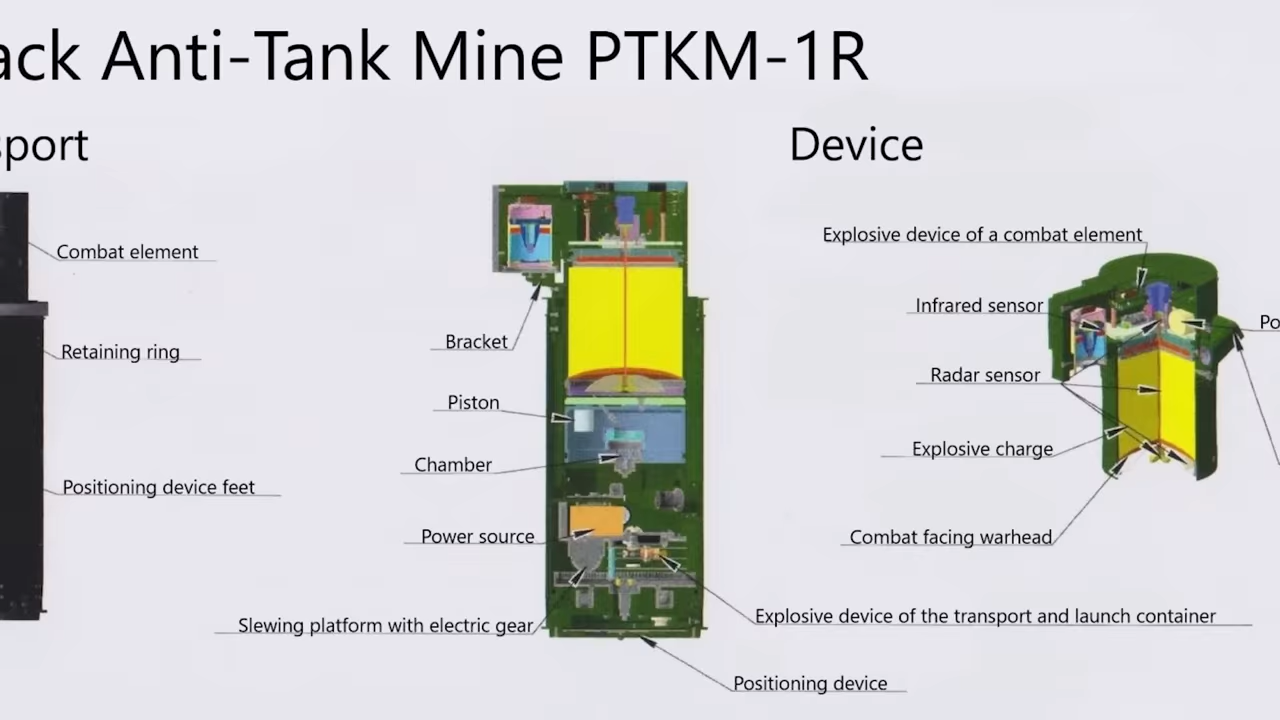 ack Anti-Tank Mine PTKM-1R
sport
Device
Combat element
Retaining ring
Positioning device feet
Bracket
Piston
Chamber
Power source
Slewing platform with electric gear
Explosive device of the transport and launch container
Positioning device
Explosive device of a combat element
Infrared sensor
Po
Radar sensor
Explosive charge
Combat facing warhead